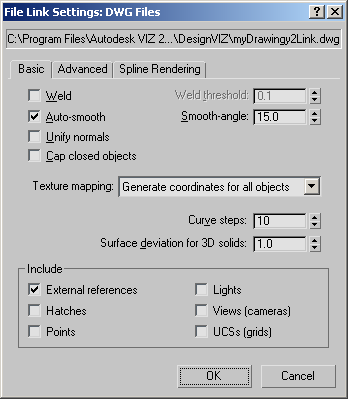 File Link Settings: DWG Files
C:\Program Files\Autodesk VIZ 2...\DesignVIZ\myDrawingy2Link.dwg
Basic Advanced Spline Rendering
Weld Weld threshold: 0.1
Auto-smooth Smooth-angle: 15.0
Unify normals
Cap closed objects
Texture mapping: Generate coordinates for all objects
Curve steps: 10
Surface deviation for 3D solids: 1.0
Include
External references Lights
Hatches Views (cameras)
Points UCSs (grids)
OK Cancel